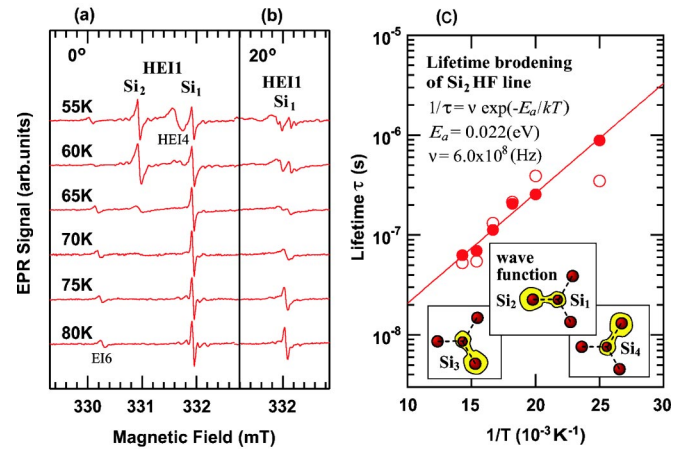 (a)
(b)
(c)
0°
HEI1
Si2
Si1
20°
HEI1
Si1
55K
HEI4
60K
65K
70K
75K
80K
EI6
330
331
332
332
Magnetic Field (mT)
EPR Signal (arb.units)
Lifetime brodening
of Si2 HF line
1/τ = ν exp(-Ea/kT)
Ea = 0.022(eV)
ν = 6.0x10^8(Hz)
10^-5
10^-6
10^-7
10^-8
Lifetime τ (s)
wave
function
Si2
Si1
Si3
Si4
10
15
20
25
30
1/T (10^-3 K^-1)